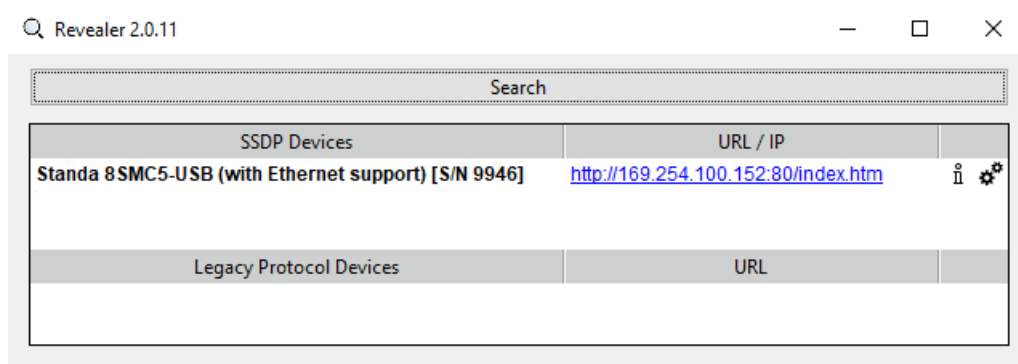 Revealer 2.0.11
Search
SSDP Devices URL / IP
Standa 8SMC5-USB (with Ethernet support) [S/N 9946] http://169.254.100.152:80/index.htm
Legacy Protocol Devices URL